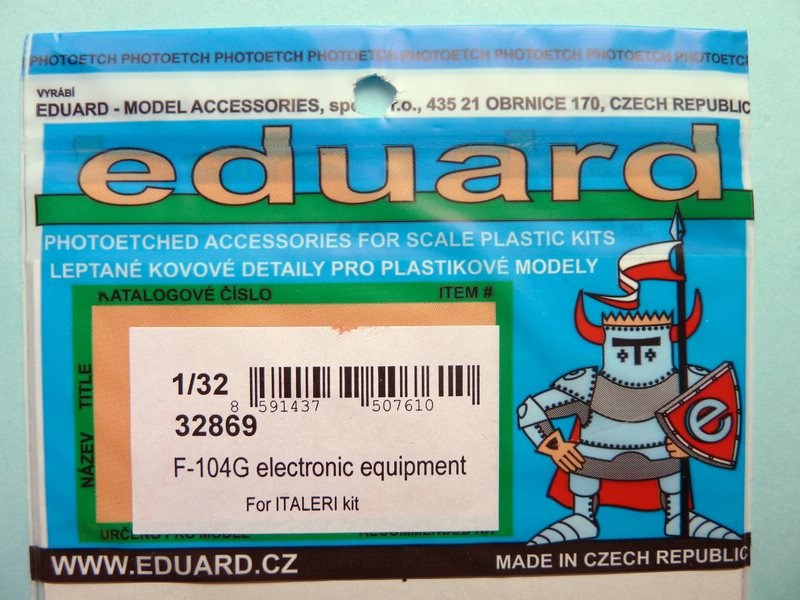 PHOTOETCH PHOTOETCH PHOTOETCH PHOTOETCH PHOTOETCH PHOTOETCH PHOTOETCH PHOTOETCH
VYRÁBÍ
EDUARD - MODEL ACCESSORIES, 435 21 OBRNICE 170, CZECH REPUBLIC
eduard
PHOTOETCHED ACCESSORIES FOR SCALE PLASTIC KITS
LEPTANÉ KOVOVÉ DETAILY PRO PLASTIKOVÉ MODELY
KATALOGOVÉ ČÍSLO ITEM #
NÁZEV TITLE
1/32
8 591437 507610
32869
F-104G electronic equipment
For ITALERI kit
e
WWW.EDUARD.CZ
MADE IN CZECH REPUBLIC